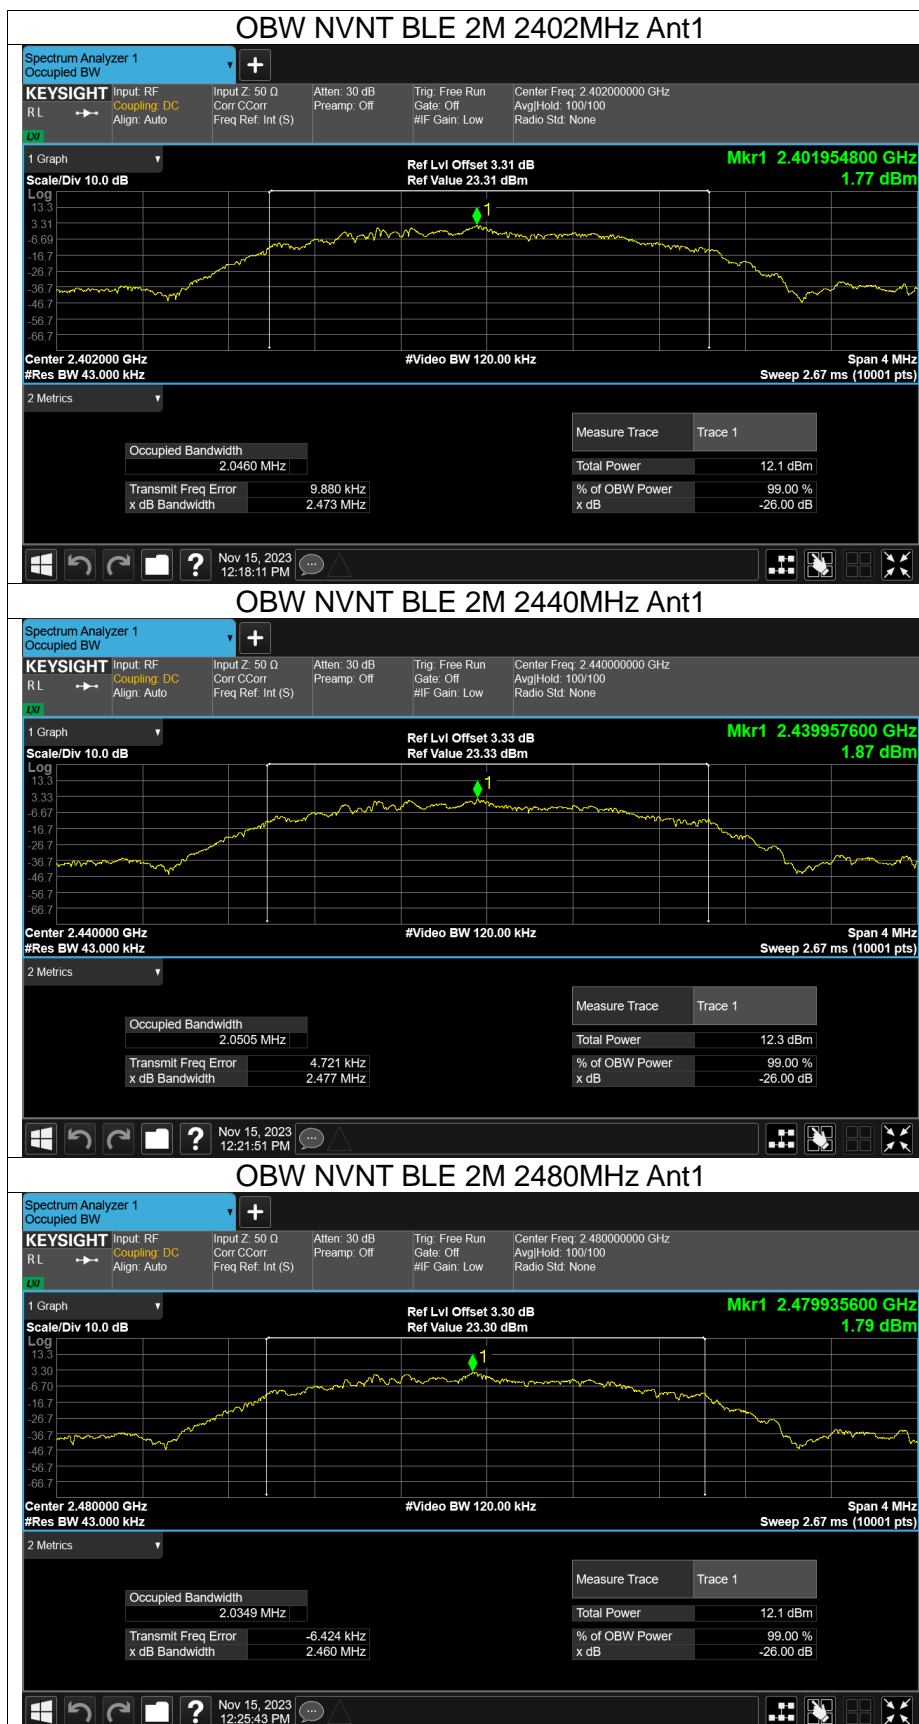 OBW NVNT BLE 2M 2402MHz Ant1
Spectrum Analyzer 1
Occupied BW
+
KEYSIGHT Input: RF Input Z: 50 Ω Atten: 30 dB Trig: Free Run Center Freq: 2.402000000 GHz
R L Coupling: DC Corr CCorr Preamp: Off Gate: Off Avg|Hold: 100/100
Align: Auto Freq Ref: Int (S) #IF Gain: Low Radio Std: None
LXI
1 Graph Ref Lvl Offset 3.31 dB Mkr1 2.401954800 GHz
Scale/Div 10.0 dB Ref Value 23.31 dBm 1.77 dBm
Log
13.3
1
3.31
-6.69
-16.7
-26.7
-36.7
-46.7
-56.7
-66.7
Center 2.402000 GHz #Video BW 120.00 kHz Span 4 MHz
#Res BW 43.000 kHz Sweep 2.67 ms (10001 pts)
2 Metrics
Measure Trace Trace 1
Occupied Bandwidth
2.0460 MHz Total Power 12.1 dBm
Transmit Freq Error 9.880 kHz % of OBW Power 99.00 %
x dB Bandwidth 2.473 MHz x dB -26.00 dB
? Nov 15, 2023
12:18:11 PM
OBW NVNT BLE 2M 2440MHz Ant1
Spectrum Analyzer 1
Occupied BW
+
KEYSIGHT Input: RF Input Z: 50 Ω Atten: 30 dB Trig: Free Run Center Freq: 2.440000000 GHz
R L Coupling: DC Corr CCorr Preamp: Off Gate: Off Avg|Hold: 100/100
Align: Auto Freq Ref: Int (S) #IF Gain: Low Radio Std: None
LXI
1 Graph Ref Lvl Offset 3.33 dB Mkr1 2.439957600 GHz
Scale/Div 10.0 dB Ref Value 23.33 dBm 1.87 dBm
Log
13.3
1
3.33
-6.67
-16.7
-26.7
-36.7
-46.7
-56.7
-66.7
Center 2.440000 GHz #Video BW 120.00 kHz Span 4 MHz
#Res BW 43.000 kHz Sweep 2.67 ms (10001 pts)
2 Metrics
Measure Trace Trace 1
Occupied Bandwidth
2.0505 MHz Total Power 12.3 dBm
Transmit Freq Error 4.721 kHz % of OBW Power 99.00 %
x dB Bandwidth 2.477 MHz x dB -26.00 dB
? Nov 15, 2023
12:21:51 PM
OBW NVNT BLE 2M 2480MHz Ant1
Spectrum Analyzer 1
Occupied BW
+
KEYSIGHT Input: RF Input Z: 50 Ω Atten: 30 dB Trig: Free Run Center Freq: 2.480000000 GHz
R L Coupling: DC Corr CCorr Preamp: Off Gate: Off Avg|Hold: 100/100
Align: Auto Freq Ref: Int (S) #IF Gain: Low Radio Std: None
LXI
1 Graph Ref Lvl Offset 3.30 dB Mkr1 2.479935600 GHz
Scale/Div 10.0 dB Ref Value 23.30 dBm 1.79 dBm
Log
13.3
1
3.30
-6.70
-16.7
-26.7
-36.7
-46.7
-56.7
-66.7
Center 2.480000 GHz #Video BW 120.00 kHz Span 4 MHz
#Res BW 43.000 kHz Sweep 2.67 ms (10001 pts)
2 Metrics
Measure Trace Trace 1
Occupied Bandwidth
2.0349 MHz Total Power 12.1 dBm
Transmit Freq Error -6.424 kHz % of OBW Power 99.00 %
x dB Bandwidth 2.460 MHz x dB -26.00 dB
? Nov 15, 2023
12:25:43 PM